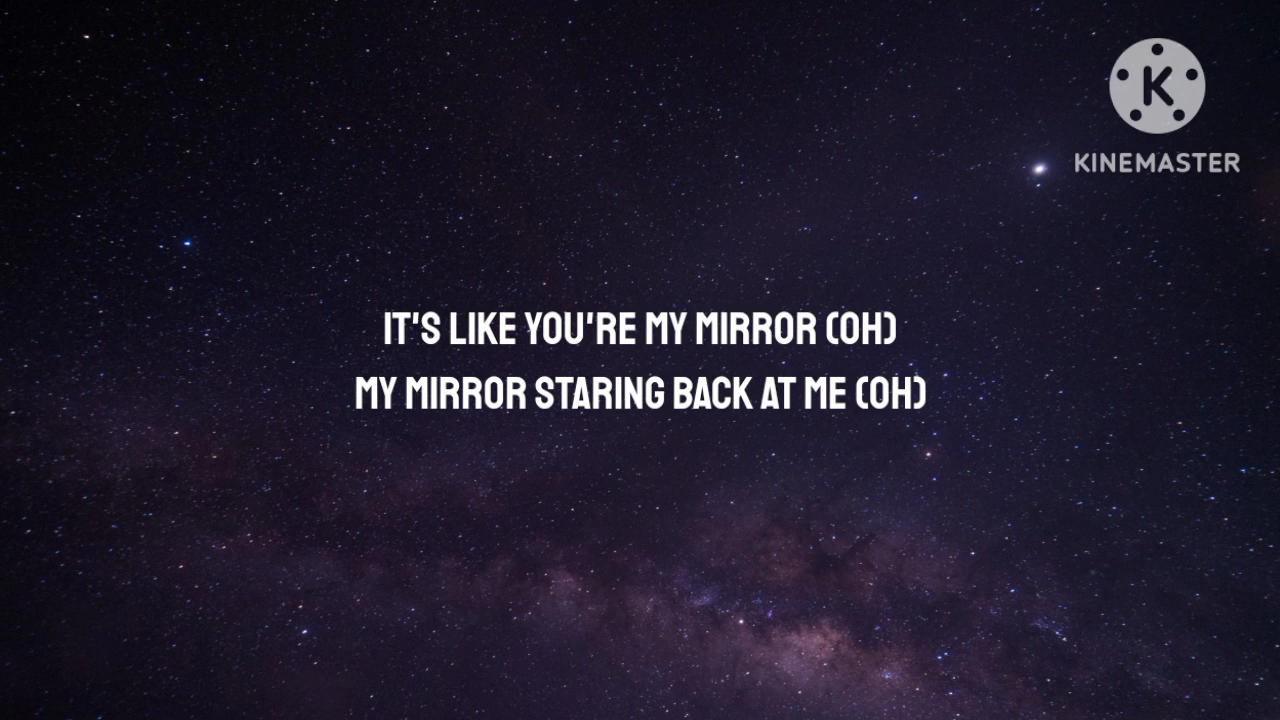 K
KINEMASTER
IT'S LIKE YOU'RE MY MIRROR (OH)
MY MIRROR STARING BACK AT ME (OH)